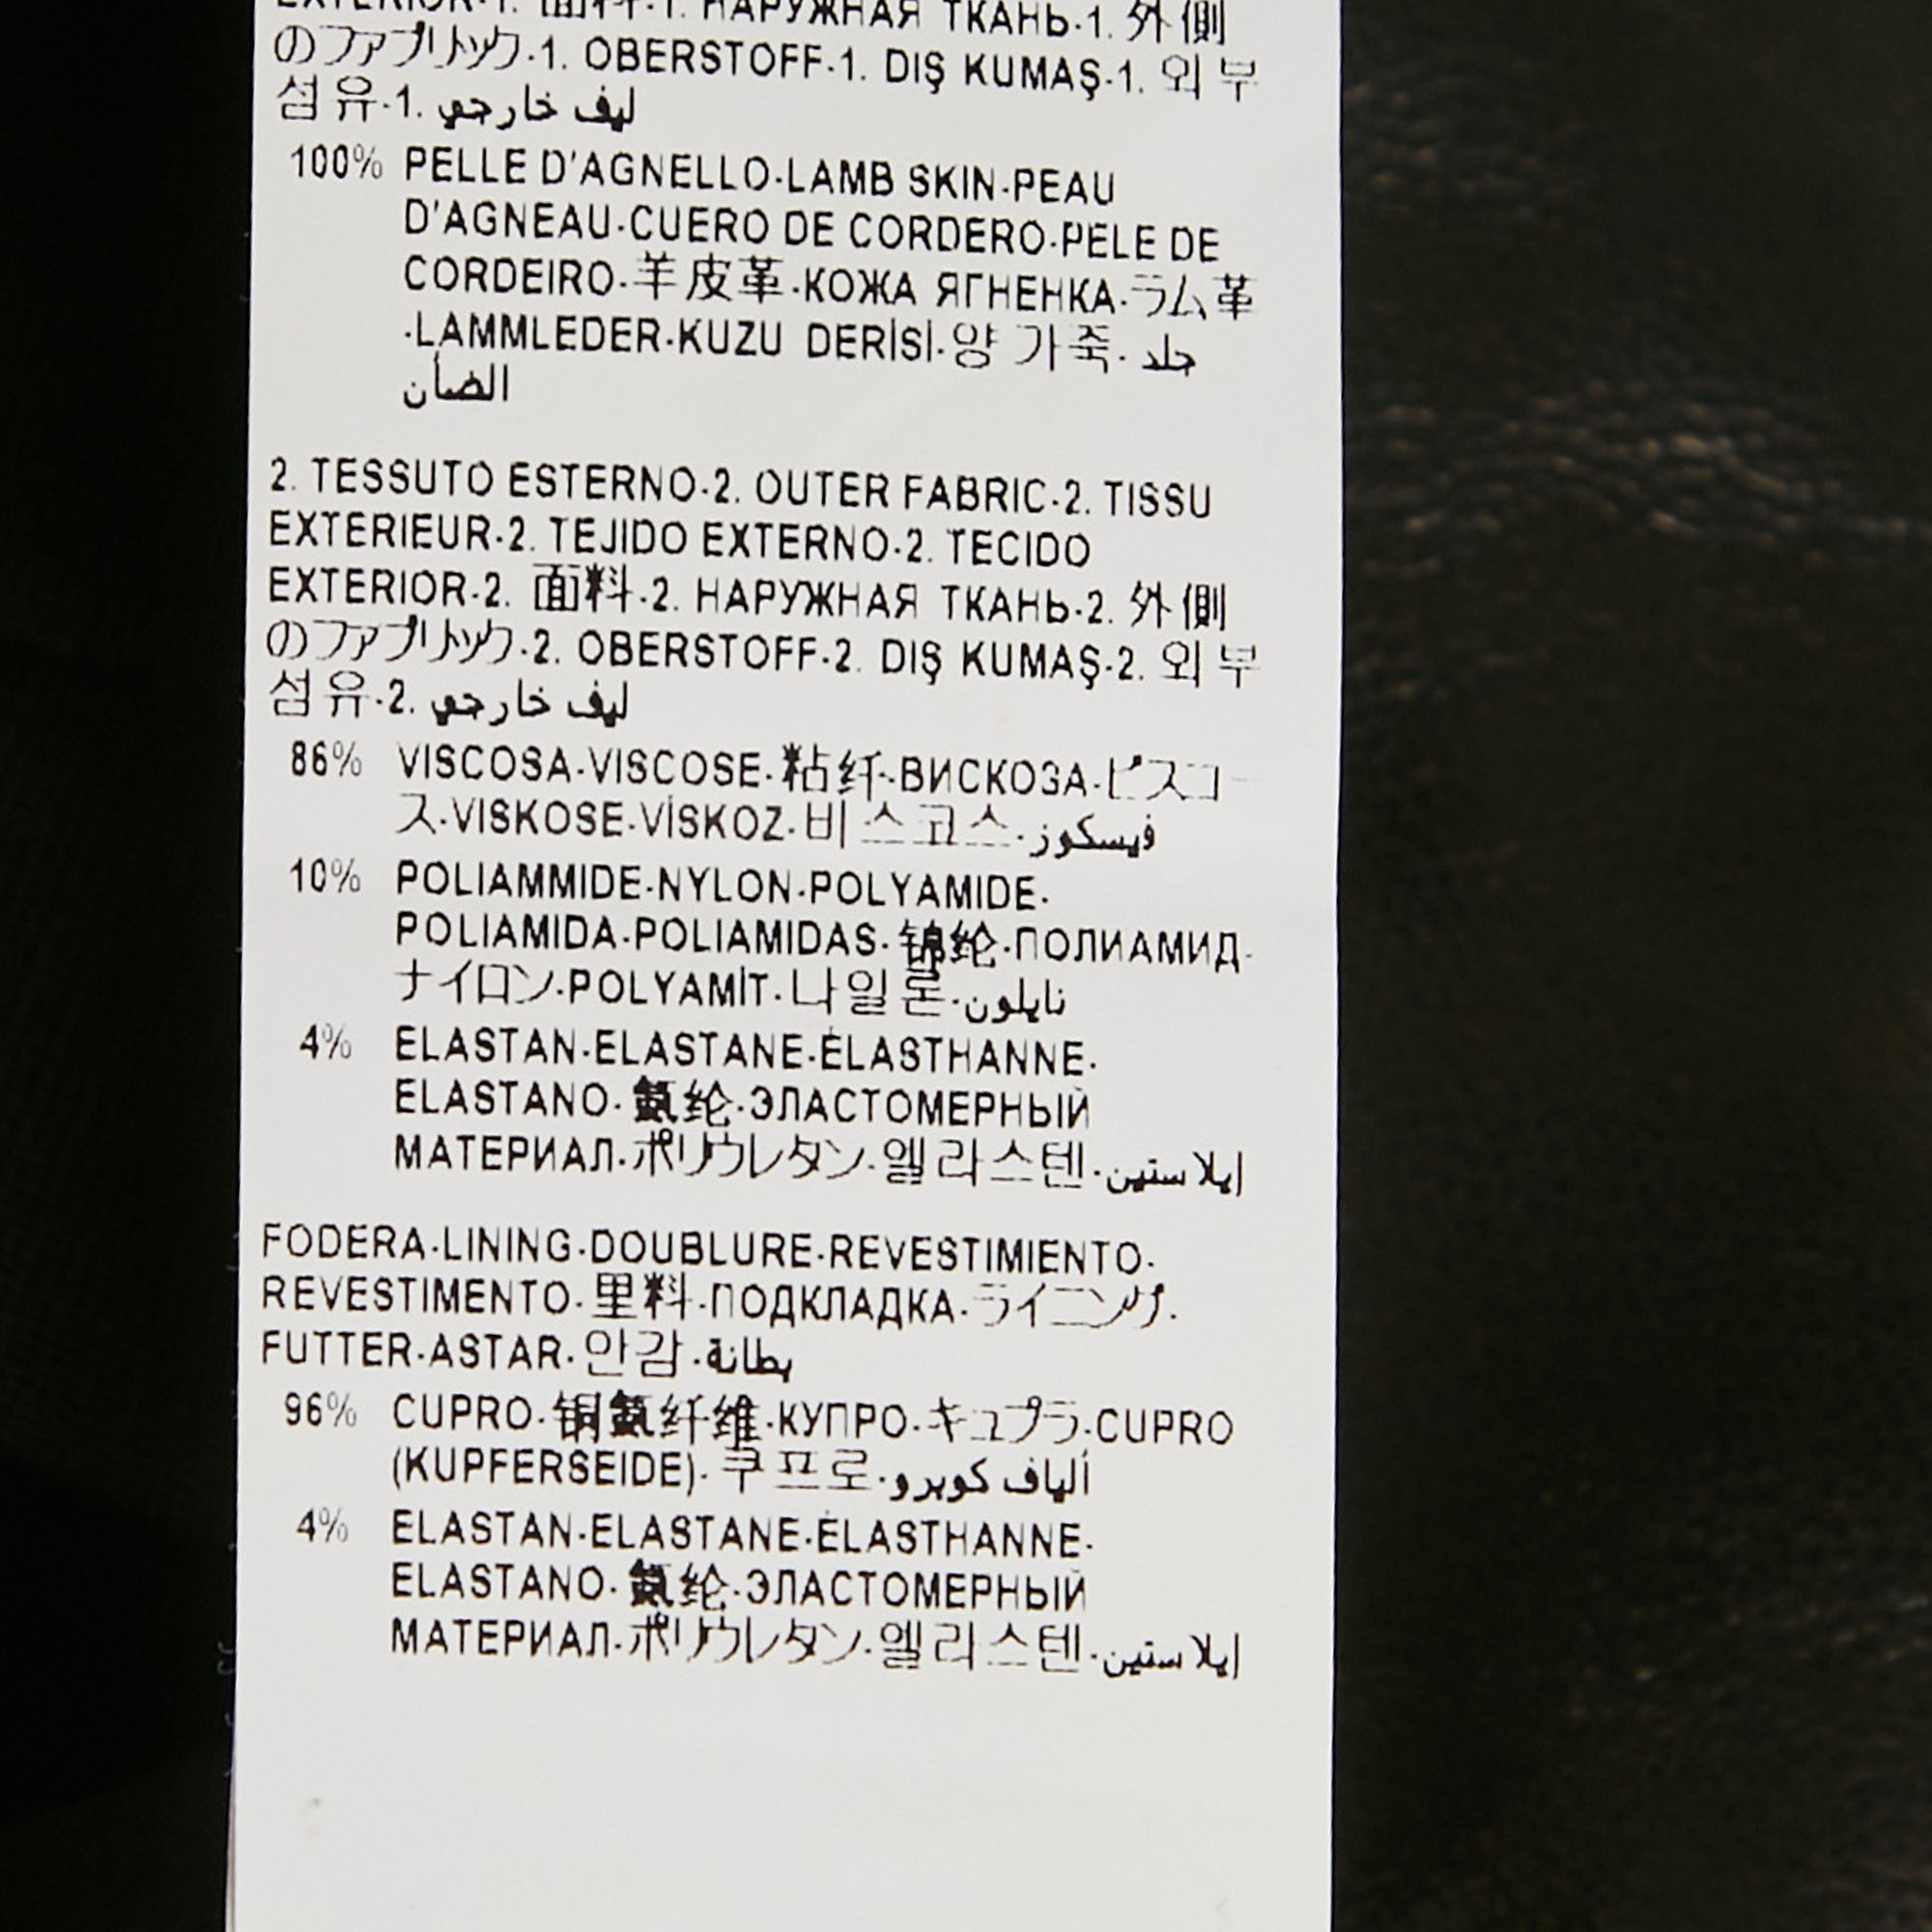 EXTERIOR-1. 面料-1. НАРУЖНАЯ ТКАНЬ-1. 外側
のファブリック-1. OBERSTOFF-1. DIŞ KUMAŞ-1. 외부
섬유-1. ليف خارجي
100% PELLE D'AGNELLO-LAMB SKIN-PEAU
D'AGNEAU-CUERO DE CORDERO-PELE DE
CORDEIRO-羊皮革-КОЖА ЯГНЕНКА-ラム革
-LAMMLEDER-KUZU DERİSİ-양 가죽- جلد
الضأن
2. TESSUTO ESTERNO-2. OUTER FABRIC-2. TISSU
EXTERIEUR-2. TEJIDO EXTERNO-2. TECIDO
EXTERIOR-2. 面料-2. НАРУЖНАЯ ТКАНЬ-2. 外側
のファブリック-2. OBERSTOFF-2. DIŞ KUMAŞ-2. 외부
섬유-2. ليف خارجي
86% VISCOSA-VISCOSE-粘纤-ВИСКОЗА-ビスコー
ス-VISKOSE-VİSKOZ-비스코스-فيسكوز
10% POLIAMMIDE-NYLON-POLYAMIDE-
POLIAMIDA-POLIAMIDAS-锦纶-ПОЛИАМИД-
ナイロン-POLYAMİT-나일론-نايلون
4% ELASTAN-ELASTANE-ÉLASTHANNE-
ELASTANO-氨纶-ЭЛАСТОМЕРНЫЙ
МАТЕРИАЛ-ポリウレタン-엘라스텐-إيلاستين
FODERA-LINING-DOUBLURE-REVESTIMIENTO-
REVESTIMENTO-里料-ПОДКЛАДКА-ライニング-
FUTTER-ASTAR-안감-بطانة
96% CUPRO-铜氨纤维-КУПРО-キュプラ-CUPRO
(KUPFERSEIDE)-쿠프로-ألياف كوبرو
4% ELASTAN-ELASTANE-ÉLASTHANNE-
ELASTANO-氨纶-ЭЛАСТОМЕРНЫЙ
МАТЕРИАЛ-ポリウレタン-엘라스텐-إيلاستين